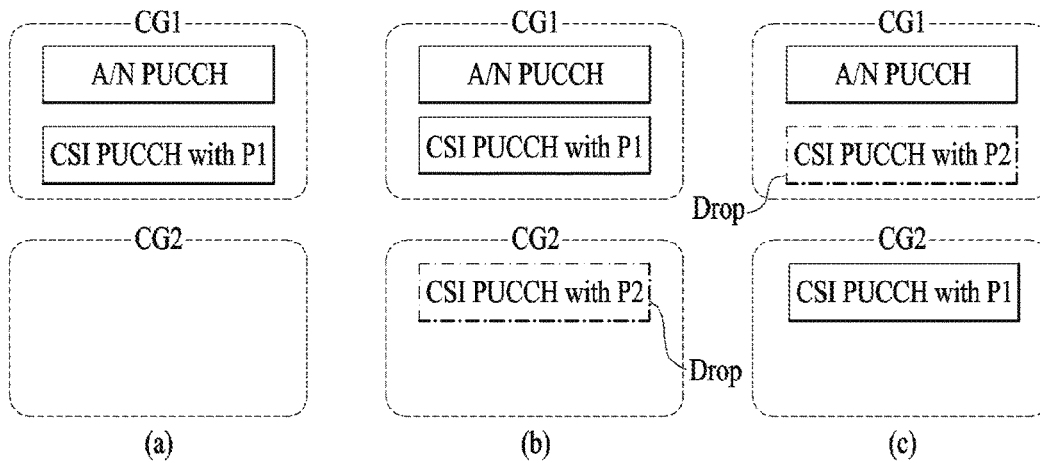 CG1
A/N PUCCH
CSI PUCCH with P1
CG2
(a)
CG1
A/N PUCCH
CSI PUCCH with P1
CG2
CSI PUCCH with P2
Drop
(b)
CG1
A/N PUCCH
CSI PUCCH with P2
Drop
CG2
CSI PUCCH with P1
(c)